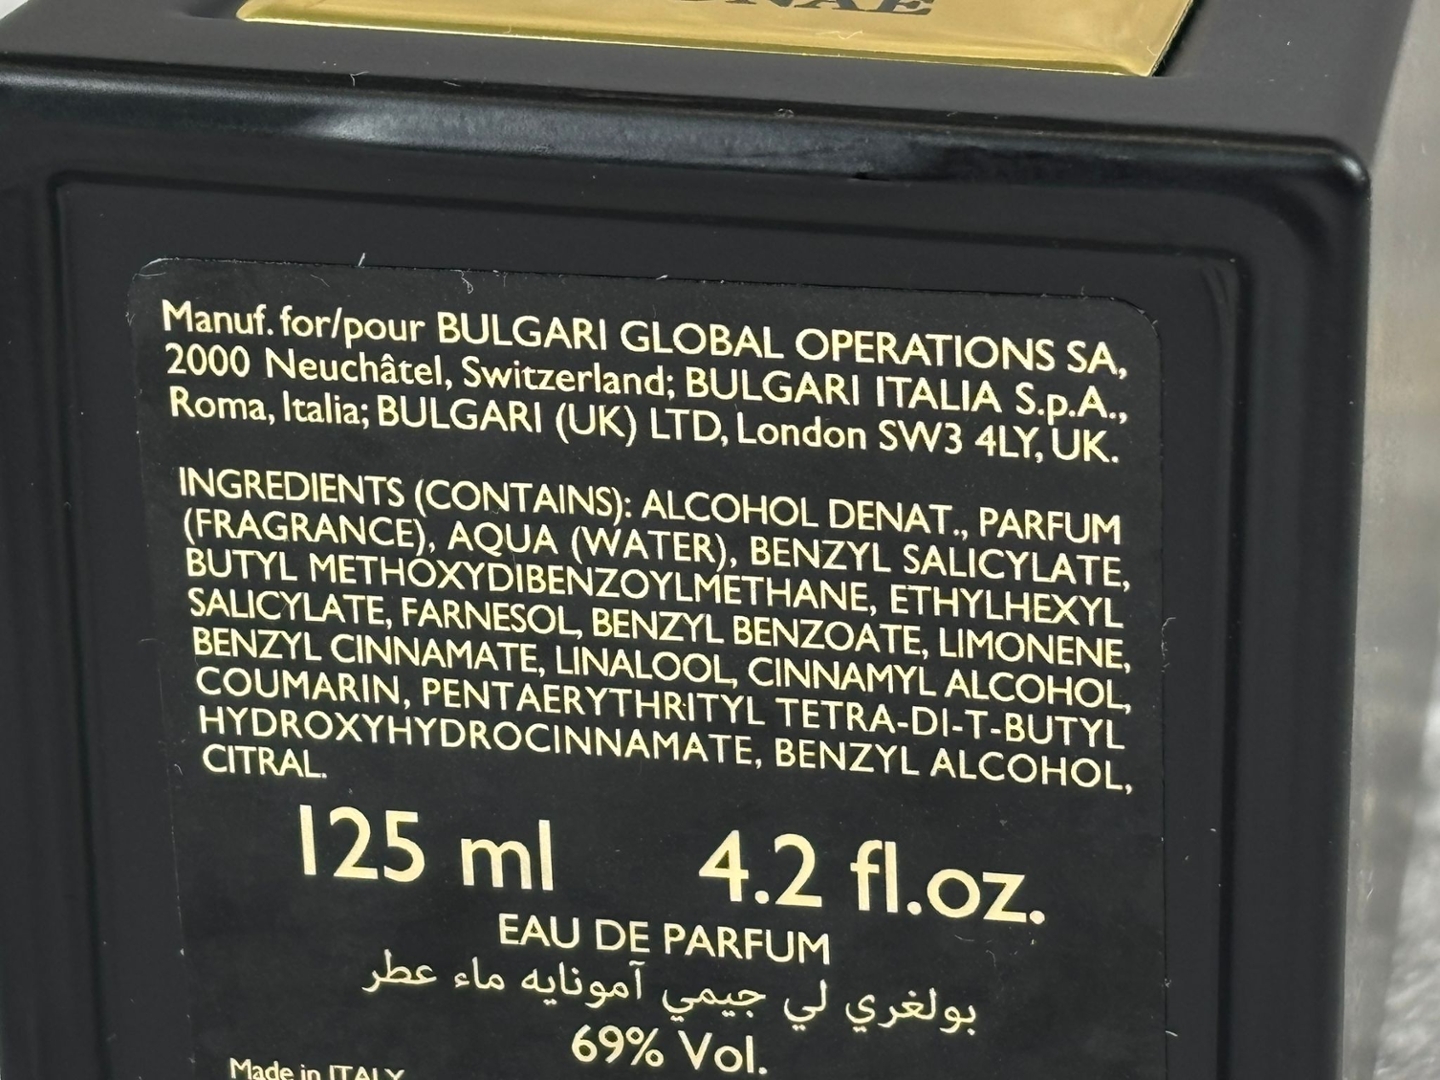 Manuf. for/pour BULGARI GLOBAL OPERATIONS SA,
2000 Neuchâtel, Switzerland; BULGARI ITALIA S.p.A.,
Roma, Italia; BULGARI (UK) LTD, London SW3 4LY, UK.
INGREDIENTS (CONTAINS): ALCOHOL DENAT., PARFUM
(FRAGRANCE), AQUA (WATER), BENZYL SALICYLATE,
BUTYL METHOXYDIBENZOYLMETHANE, ETHYLHEXYL
SALICYLATE, FARNESOL, BENZYL BENZOATE, LIMONENE,
BENZYL CINNAMATE, LINALOOL, CINNAMYL ALCOHOL,
COUMARIN, PENTAERYTHRITYL TETRA-DI-T-BUTYL
HYDROXYHYDROCINNAMATE, BENZYL ALCOHOL,
CITRAL.
125 ml 4.2 fl.oz.
EAU DE PARFUM
بولغري لي جيمي آمونايه ماء عطر
69% Vol.
Made in ITALY